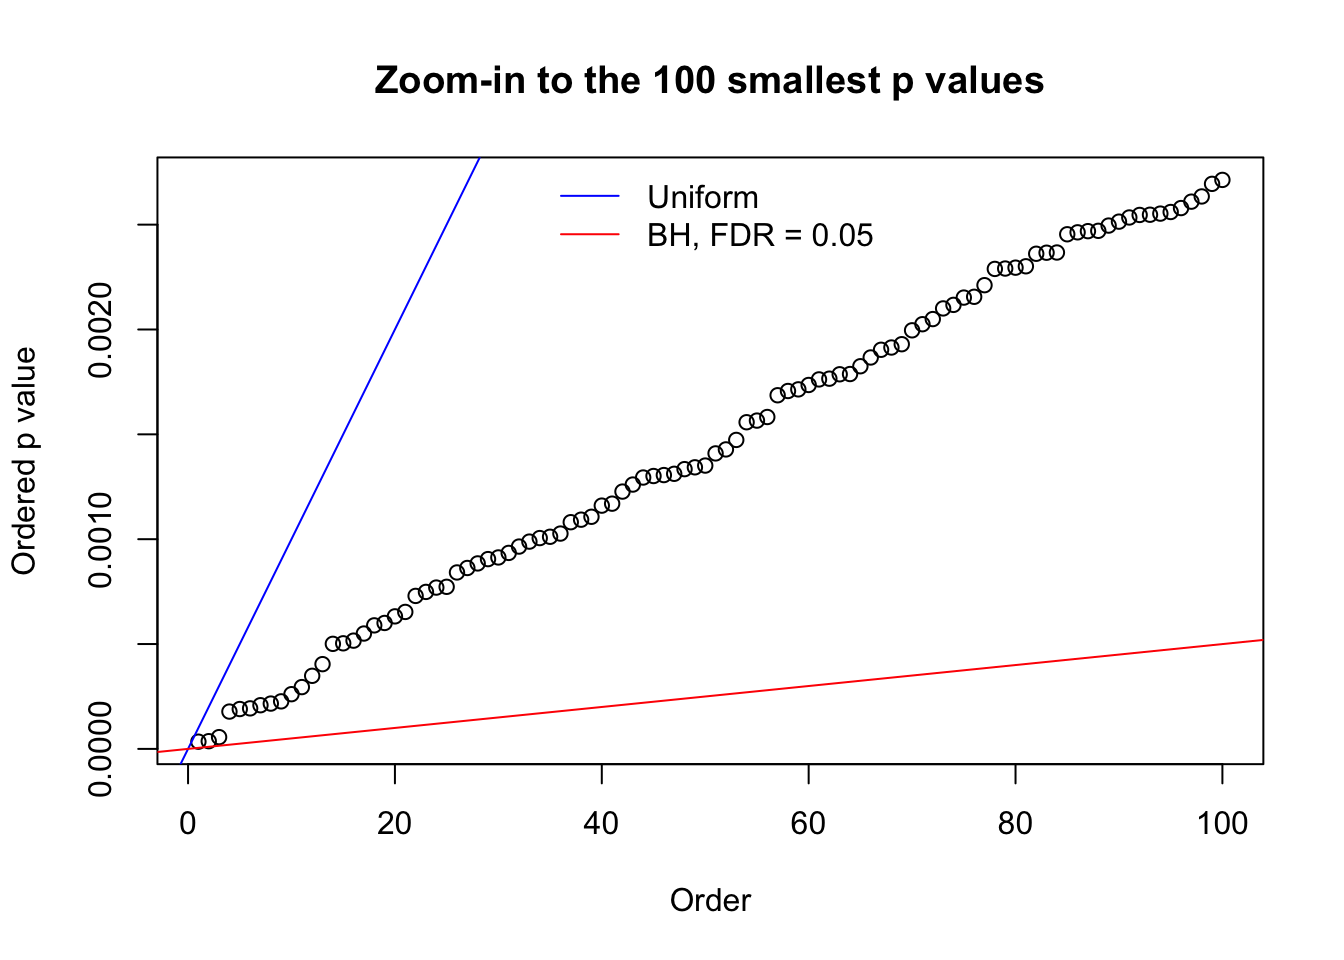 Zoom-in to the 100 smallest p values
Uniform
BH, FDR = 0.05
Ordered p value
0.0020
0.0010
0.0000
0 20 40 60 80 100
Order